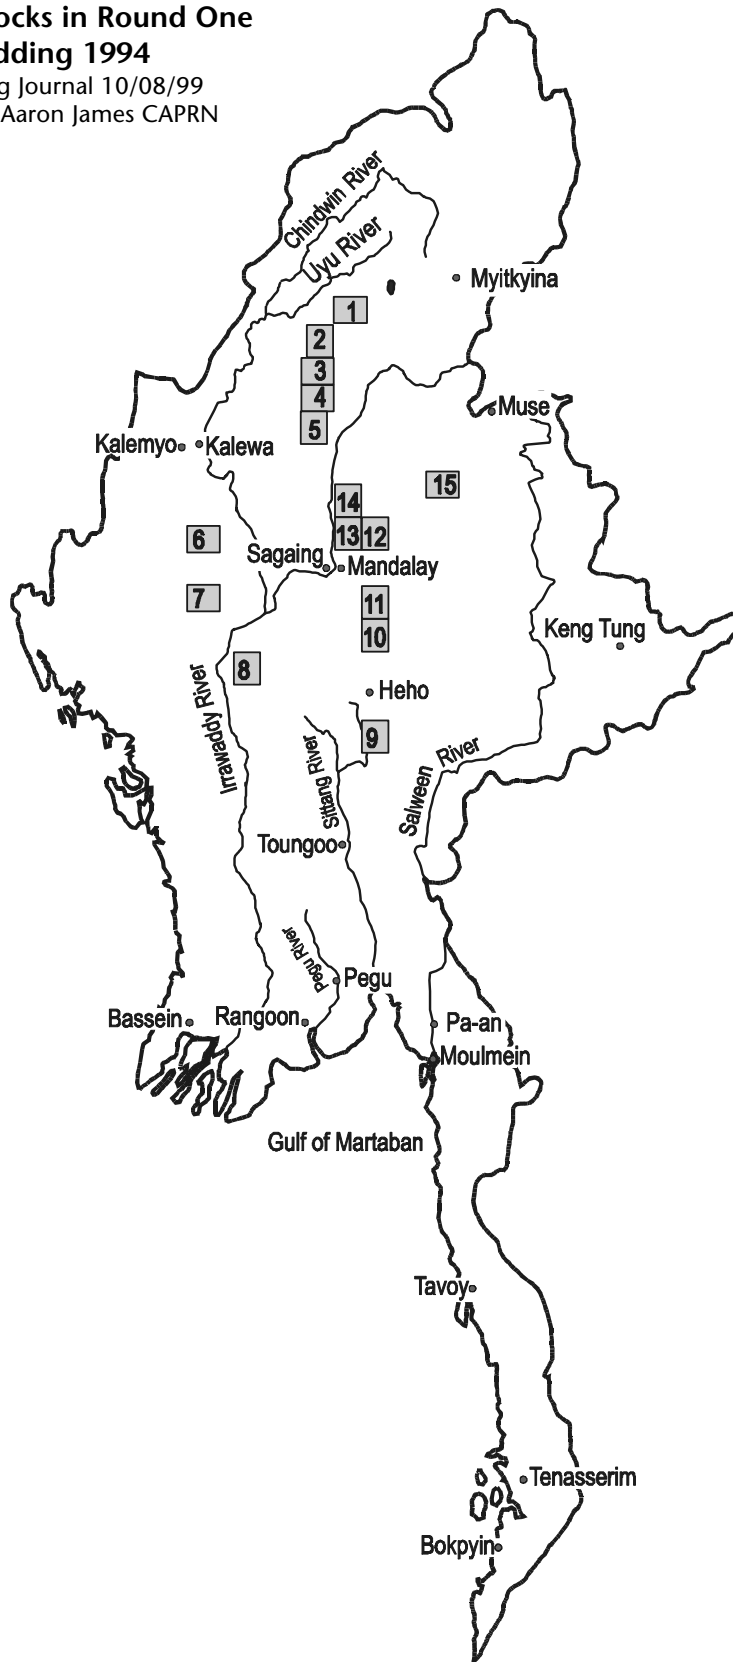 ocks in Round One
dding 1994
g Journal 10/08/99
Aaron James CAPRN
Chindwin River
Uyu River
Myitkyina
1
2
3
4
5
Muse
Kalemyo
Kalewa
15
14
6
13
12
Sagaing
Mandalay
7
11
10
Keng Tung
8
Heho
Irrawaddy River
9
Sittang River
Salween River
Toungoo
Pegu River
Pegu
Bassein
Rangoon
Pa-an
Moulmein
Gulf of Martaban
Tavoy
Tenasserim
Bokpyin